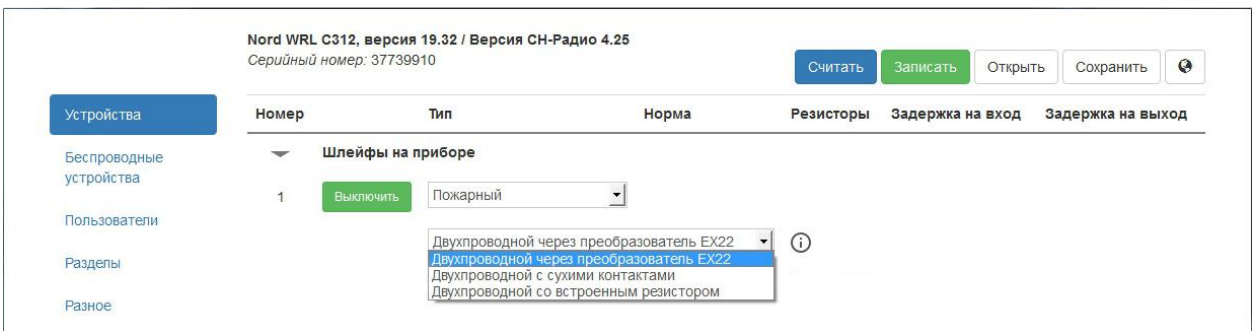 Nord WRL C312, версия 19.32 / Версия СН-Радио 4.25
Серийный номер: 37739910
Считать Записать Открыть Сохранить
Устройства
Номер Тип Норма Резисторы Задержка на вход Задержка на выход
Беспроводные
устройства
Шлейфы на приборе
1 Выключить Пожарный
Пользователи
Двухпроводной через преобразователь EX22
Разделы
Двухпроводной через преобразователь EX22
Двухпроводной с сухими контактами
Двухпроводной со встроенным резистором
Разное